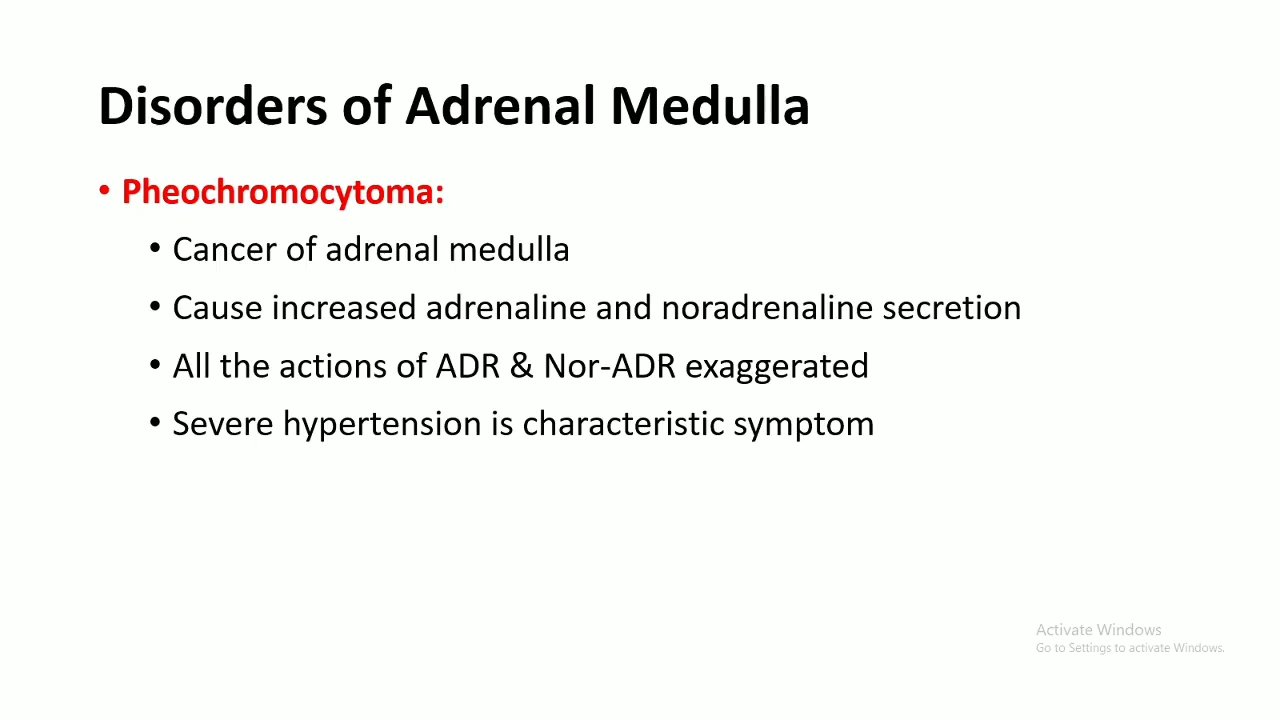 Disorders of Adrenal Medulla
• Pheochromocytoma:
• Cancer of adrenal medulla
• Cause increased adrenaline and noradrenaline secretion
• All the actions of ADR & Nor-ADR exaggerated
• Severe hypertension is characteristic symptom
Activate Windows
Go to Settings to activate Windows.